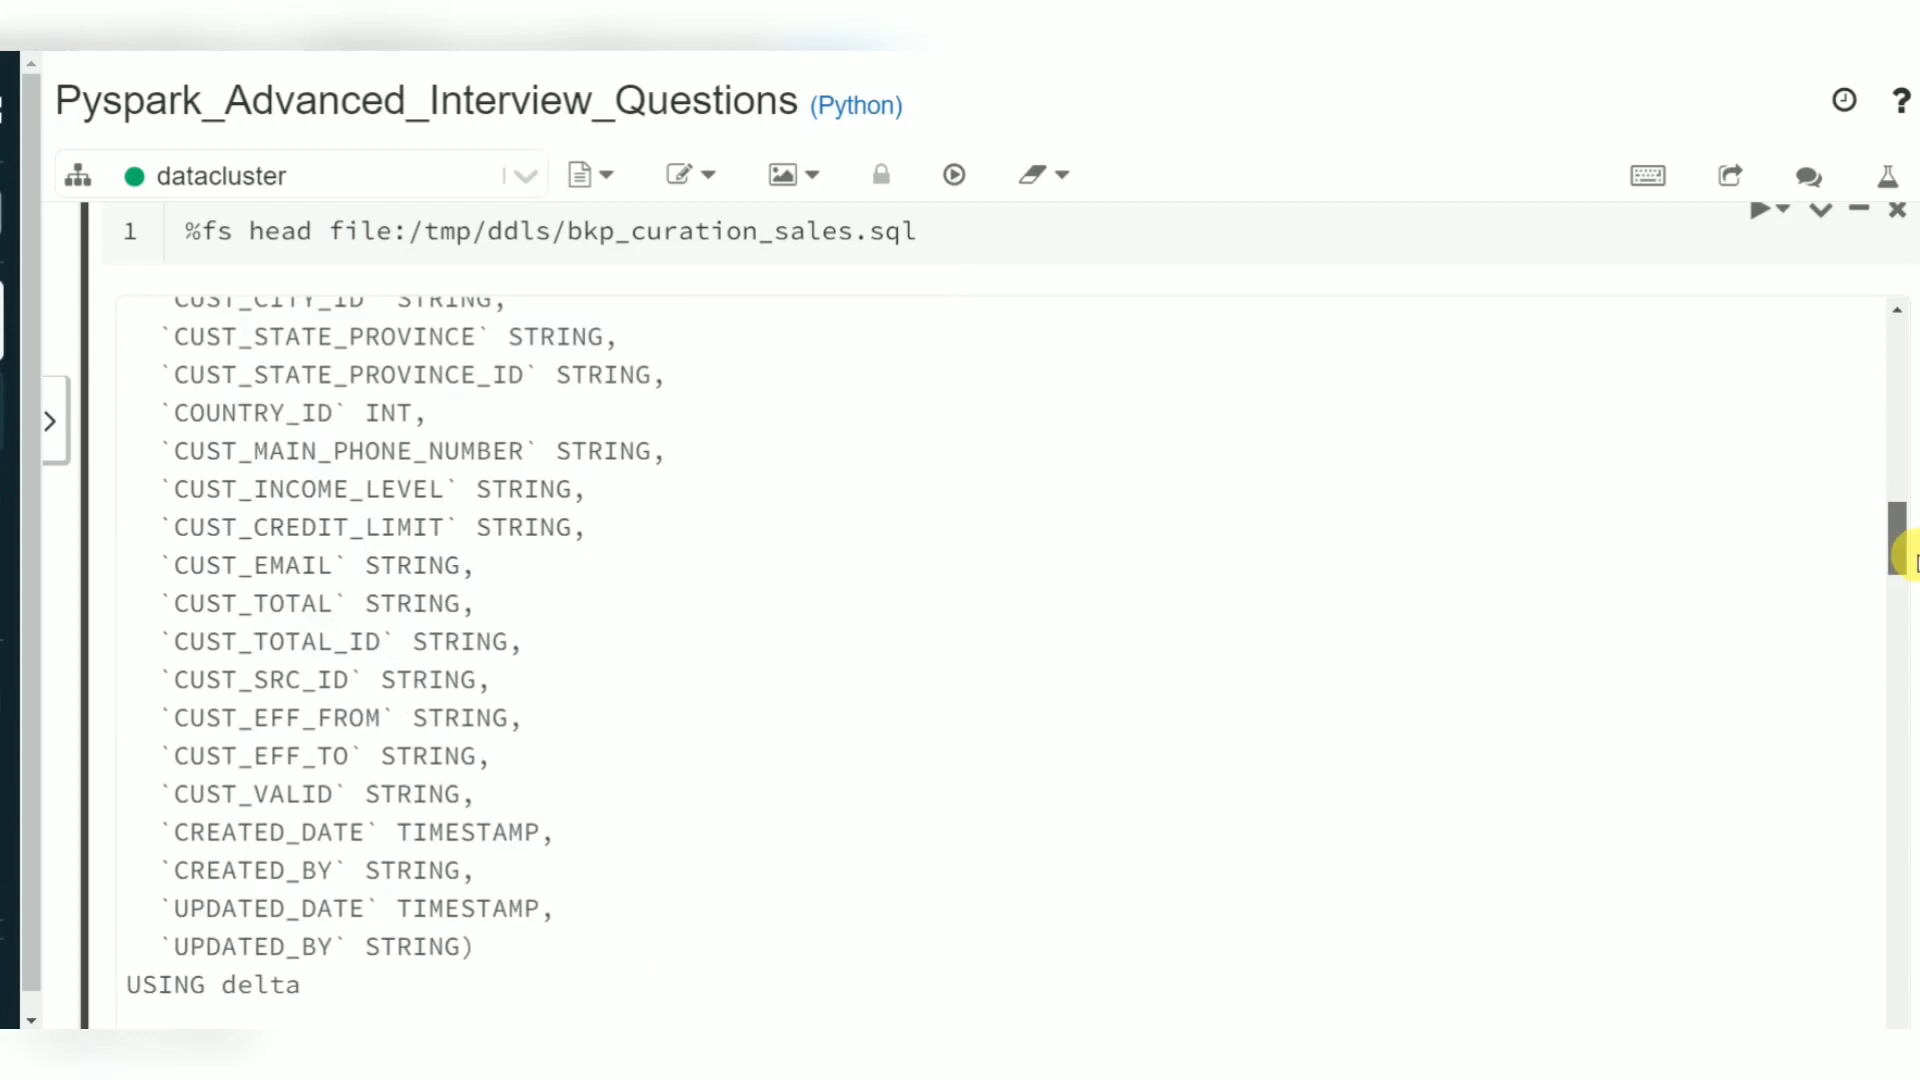 Pyspark_Advanced_Interview_Questions (Python)
?
datacluster
1 %fs head file:/tmp/ddls/bkp_curation_sales.sql
`CUST_CITY_ID` STRING,
`CUST_STATE_PROVINCE` STRING,
`CUST_STATE_PROVINCE_ID` STRING,
`COUNTRY_ID` INT,
`CUST_MAIN_PHONE_NUMBER` STRING,
`CUST_INCOME_LEVEL` STRING,
`CUST_CREDIT_LIMIT` STRING,
`CUST_EMAIL` STRING,
`CUST_TOTAL` STRING,
`CUST_TOTAL_ID` STRING,
`CUST_SRC_ID` STRING,
`CUST_EFF_FROM` STRING,
`CUST_EFF_TO` STRING,
`CUST_VALID` STRING,
`CREATED_DATE` TIMESTAMP,
`CREATED_BY` STRING,
`UPDATED_DATE` TIMESTAMP,
`UPDATED_BY` STRING)
USING delta